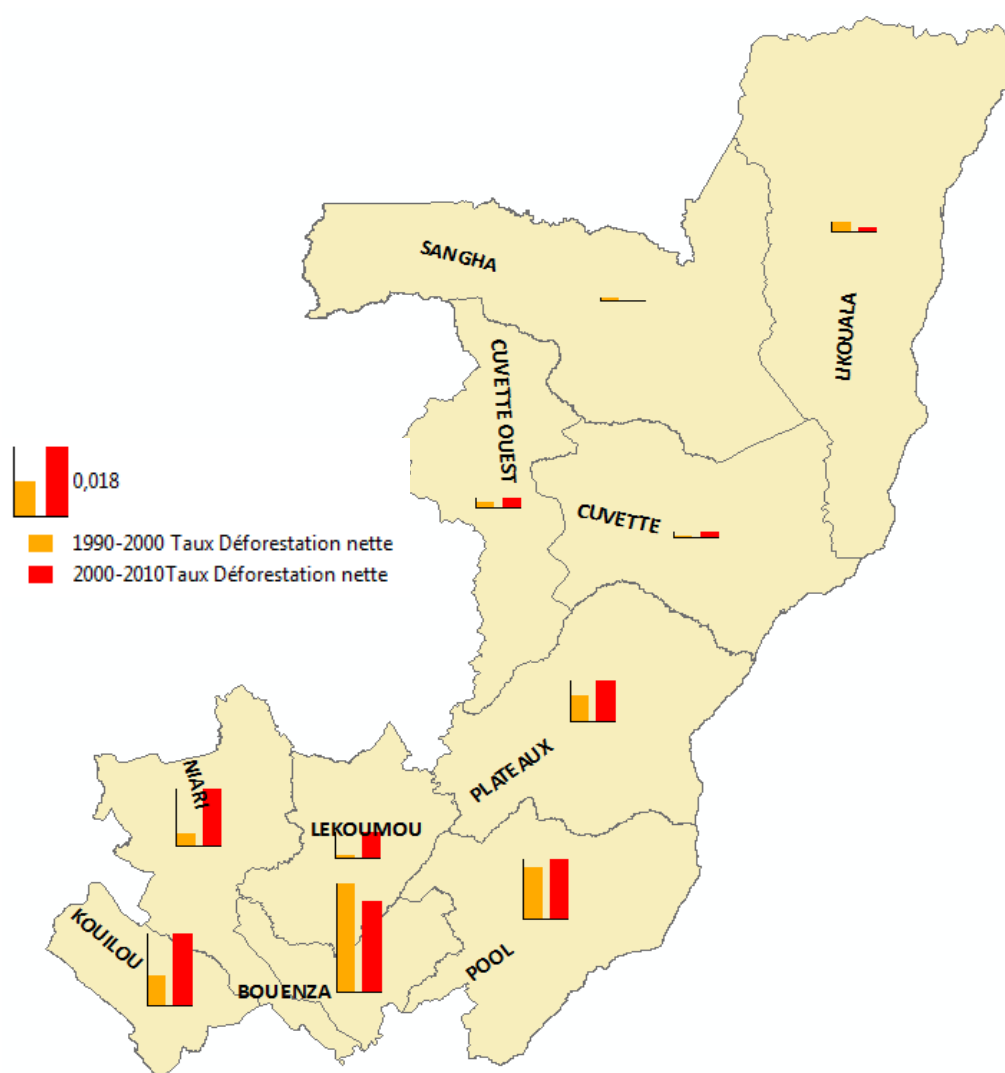 SANGHA
LIKOUALA
CUVETTE OUEST
0,018
CUVETTE
1990-2000 Taux Déforestation nette
2000-2010Taux Déforestation nette
PLATEAUX
NIARI
LEKOUMOU
KOUILOU
POOL
BOUENZA